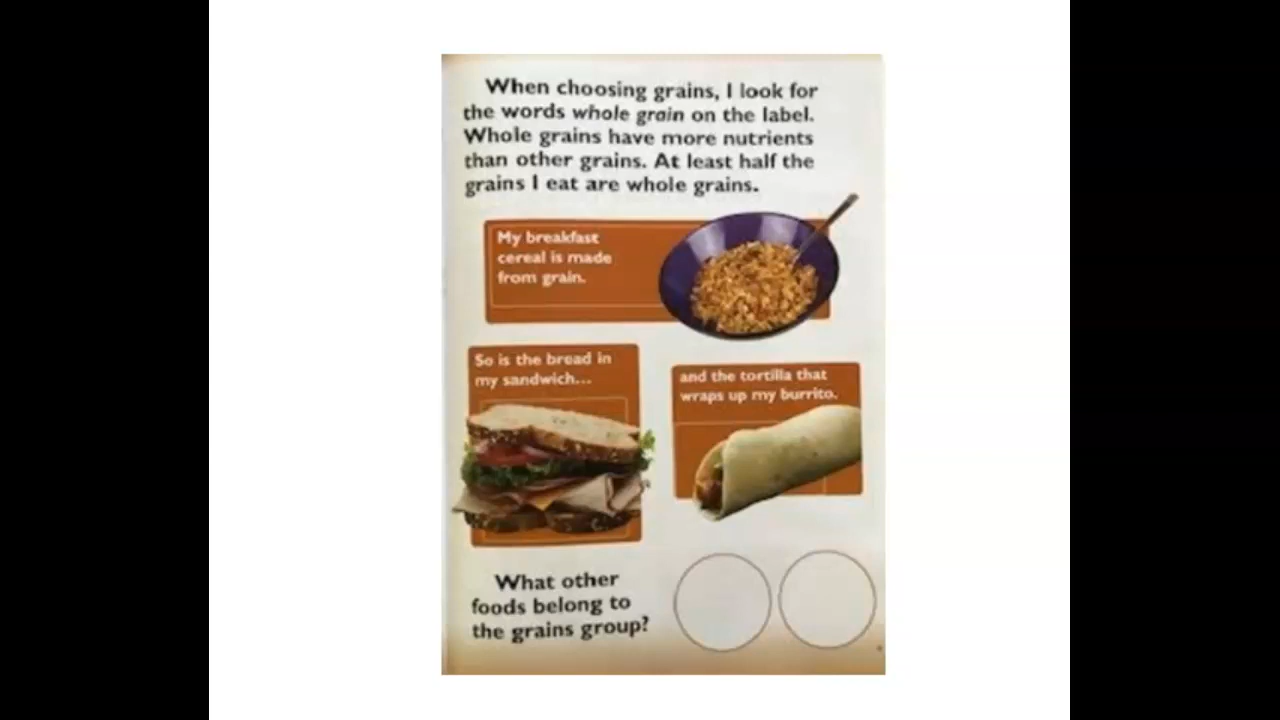 When choosing grains, I look for
the words whole grain on the label.
Whole grains have more nutrients
than other grains. At least half the
grains I eat are whole grains.
My breakfast
cereal is made
from grain.
So is the bread in
my sandwich...
and the tortilla that
wraps up my burrito.
What other
foods belong to
the grains group?